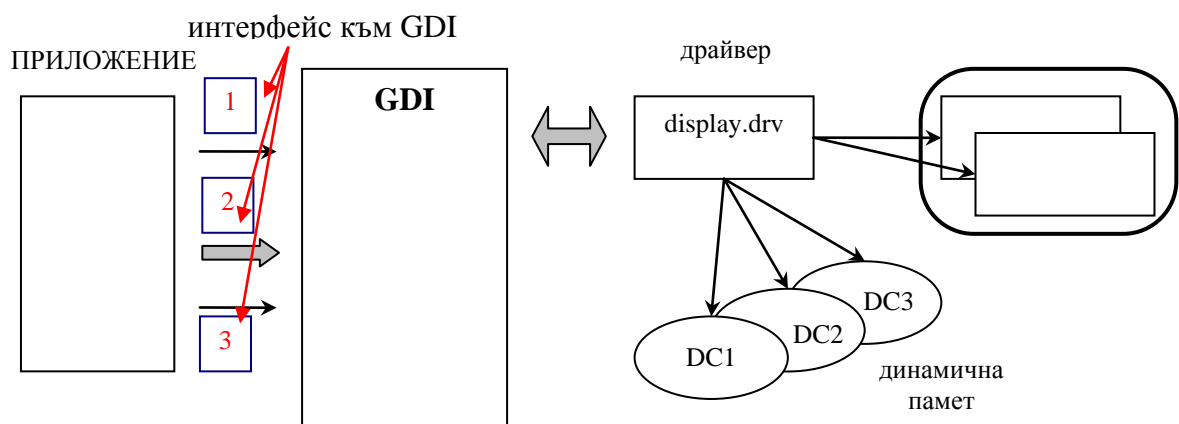 интерфейс към GDI
ПРИЛОЖЕНИЕ
1
2
3
GDI
драйвер
display.drv
DC3
DC2
DC1
динамична
памет